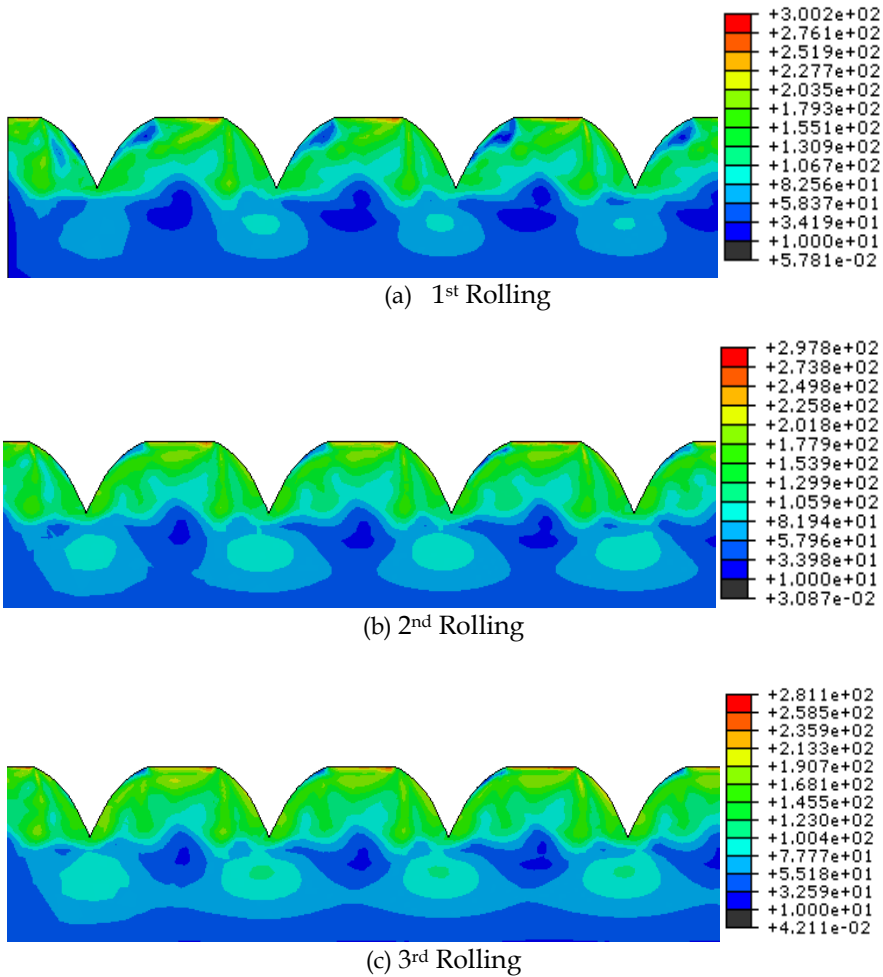 +3.002e+02
+2.761e+02
+2.519e+02
+2.277e+02
+2.035e+02
+1.793e+02
+1.551e+02
+1.309e+02
+1.067e+02
+8.256e+01
+5.837e+01
+3.419e+01
+1.000e+01
+5.781e-02
(a) 1st Rolling
+2.978e+02
+2.738e+02
+2.498e+02
+2.258e+02
+2.018e+02
+1.779e+02
+1.539e+02
+1.299e+02
+1.059e+02
+8.194e+01
+5.796e+01
+3.398e+01
+1.000e+01
+3.087e-02
(b) 2nd Rolling
+2.811e+02
+2.585e+02
+2.359e+02
+2.133e+02
+1.907e+02
+1.681e+02
+1.455e+02
+1.230e+02
+1.004e+02
+7.777e+01
+5.518e+01
+3.259e+01
+1.000e+01
+4.211e-02
(c) 3rd Rolling